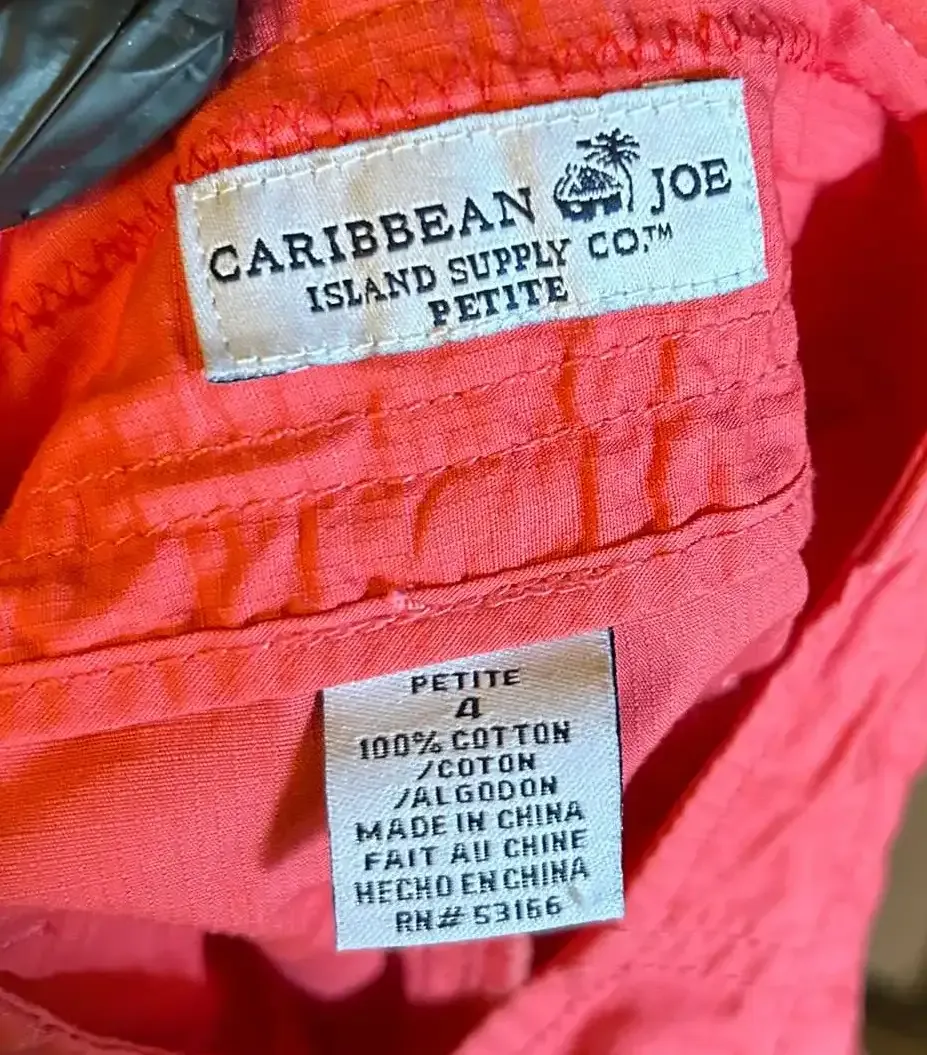 CARIBBEAN JOE
ISLAND SUPPLY CO.™
PETITE
PETITE
4
100% COTTON
/COTON
/ALGODON
MADE IN CHINA
FAIT AU CHINE
HECHO EN CHINA
RN# 53166